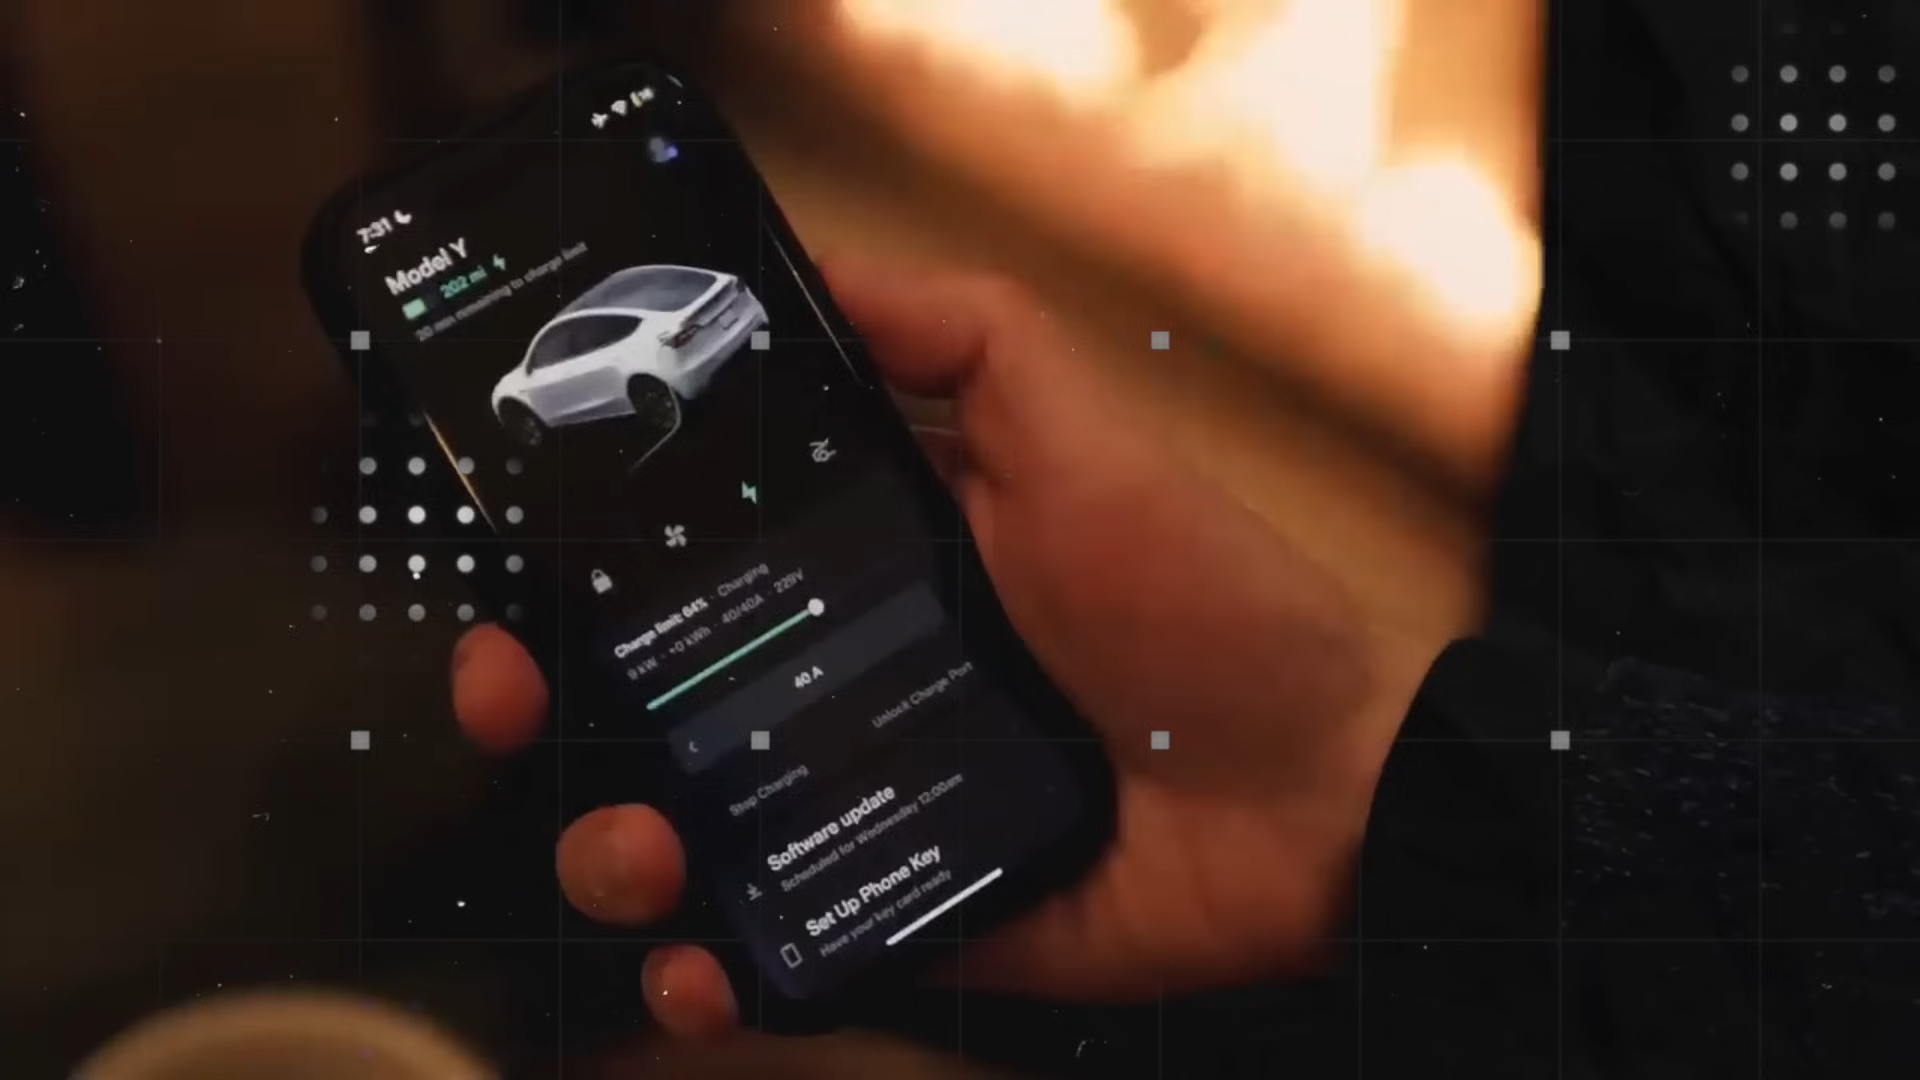 7:31
Model Y
202 mi
20 min remaining to charge limit
Charge limit: 64% · Charging
9 kW · +0 kWh · 40/40A · 229V
40 A
Unlock Charge Port
Stop Charging
Software update
Scheduled for Wednesday 12:00am
Set Up Phone Key
Have your key card ready